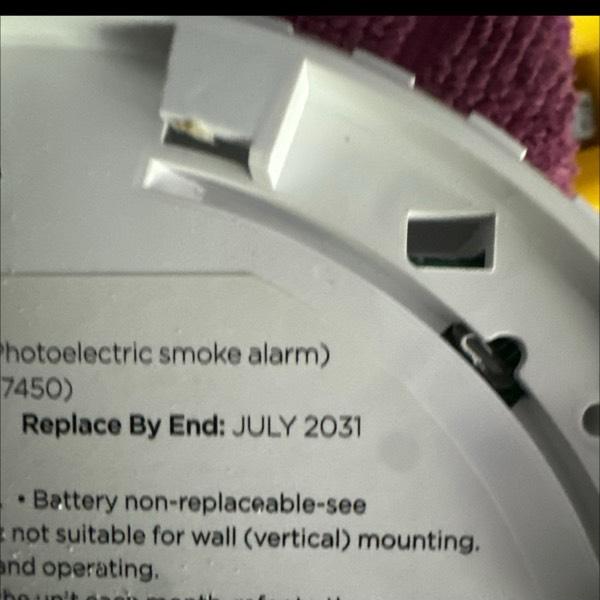 Photoelectric smoke alarm)
7450)
Replace By End: JULY 2031
• Battery non-replaceable-see
not suitable for wall (vertical) mounting.
and operating.